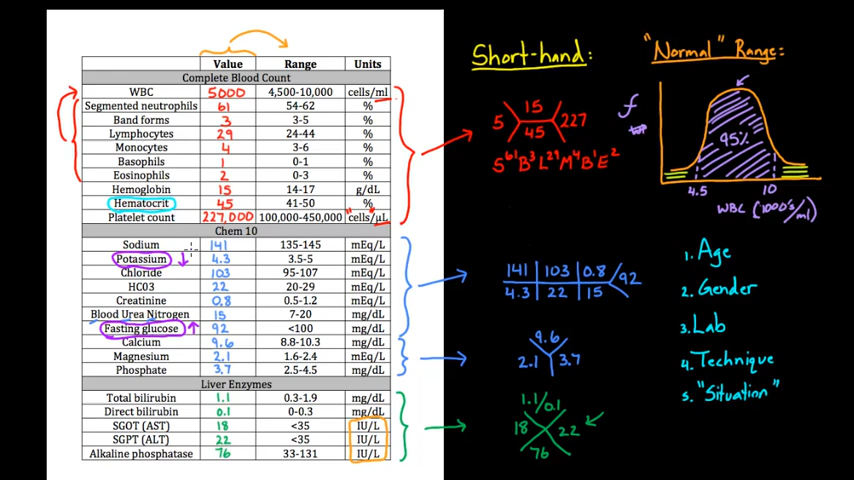 Value Range Units
Complete Blood Count
WBC 5000 4,500-10,000 cells/ml
Segmented neutrophils 61 54-62 %
Band forms 3 3-5 %
Lymphocytes 29 24-44 %
Monocytes 4 3-6 %
Basophils 1 0-1 %
Eosinophils 2 0-3 %
Hemoglobin 15 14-17 g/dL
Hematocrit 45 41-50 %
Platelet count 227,000 100,000-450,000 "cells"/µL
Chem 10
Sodium 141 135-145 mEq/L
Potassium ↓ 4.3 3.5-5 mEq/L
Chloride 103 95-107 mEq/L
HCO3 22 20-29 mEq/L
Creatinine 0.8 0.5-1.2 mg/dL
Blood Urea Nitrogen 15 7-20 mg/dL
Fasting glucose ↑ 92 <100 mg/dL
Calcium 9.6 8.8-10.3 mg/dL
Magnesium 2.1 1.6-2.4 mEq/L
Phosphate 3.7 2.5-4.5 mg/dL
Liver Enzymes
Total bilirubin 1.1 0.3-1.9 mg/dL
Direct bilirubin 0.1 0-0.3 mg/dL
SGOT (AST) 18 <35 IU/L
SGPT (ALT) 22 <35 IU/L
Alkaline phosphatase 76 33-131 IU/L
Short-hand:
15
5 227
45
S⁶¹B³L²⁹M⁴B¹E²
141 103 0.8
92
4.3 22 15
9.6
2.1 3.7
1.1/0.1
18 22
76
"Normal" Range:
f
95%
4.5 10
WBC (1000's/ml)
1. Age
2. Gender
3. Lab
4. Technique
5. "Situation"